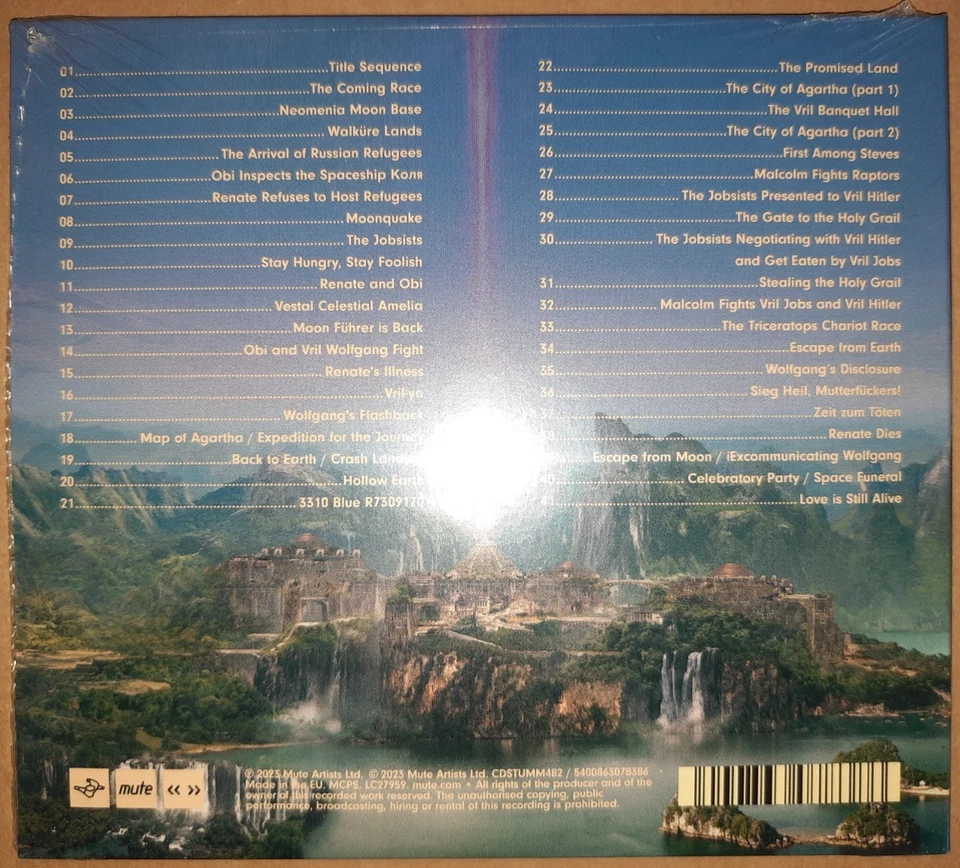 01 Title Sequence
02 The Coming Race
03 Neomenia Moon Base
04 Walküre Lands
05 The Arrival of Russian Refugees
06 Obi Inspects the Spaceship Коля
07 Renate Refuses to Host Refugees
08 Moonquake
09 The Jobsists
10 Stay Hungry, Stay Foolish
11 Renate and Obi
12 Vestal Celestial Amelia
13 Moon Führer is Back
14 Obi and Vril Wolfgang Fight
15 Renate's Illness
16 Vril-ya
17 Wolfgang's Flashback
18 Map of Agartha / Expedition for the Journey
19 Back to Earth / Crash
20 Hollow Earth
21 3310 Blue R7309170
22 The Promised Land
23 The City of Agartha (part 1)
24 The Vril Banquet Hall
25 The City of Agartha (part 2)
26 First Among Steves
27 Malcolm Fights Raptors
28 The Jobsists Presented to Vril Hitler
29 The Gate to the Holy Grail
30 The Jobsists Negotiating with Vril Hitler
and Get Eaten by Vril Jobs
31 Stealing the Holy Grail
32 Malcolm Fights Vril Jobs and Vril Hitler
33 The Triceratops Chariot Race
34 Escape from Earth
35 Wolfgang's Disclosure
36 Sieg Heil, Mutterfückers!
37 Zeit zum Töten
Renate Dies
Escape from Moon / iExcommunicating Wolfgang
Celebratory Party / Space Funeral
Love is Still Alive
mute
℗ 2023 Mute Artists Ltd. © 2023 Mute Artists Ltd. CDSTUMM482 / 5400863078386
Made in the EU. MCPS. LC27959. mute.com • All rights of the producer and of the
owner of the recorded work reserved. The unauthorised copying, public
performance, broadcasting, hiring or rental of this recording is prohibited.